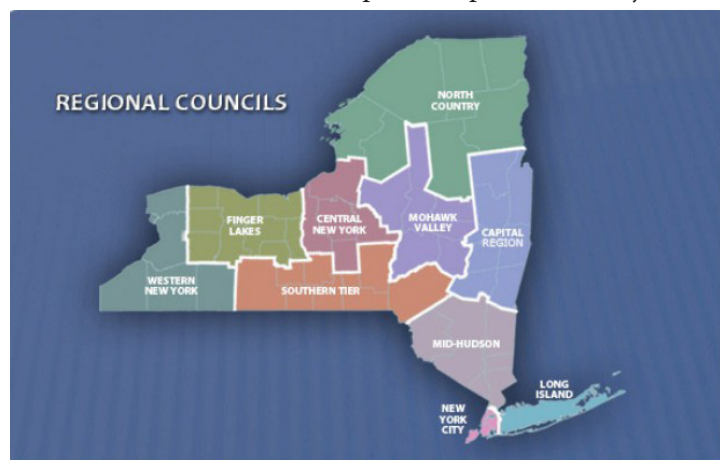 REGIONAL COUNCILS
NORTH
COUNTRY
FINGER
LAKES
CENTRAL
NEW YORK
MOHAWK
VALLEY
CAPITAL
REGION
WESTERN
NEW YORK
SOUTHERN TIER
MID-HUDSON
LONG
ISLAND
NEW
YORK
CITY